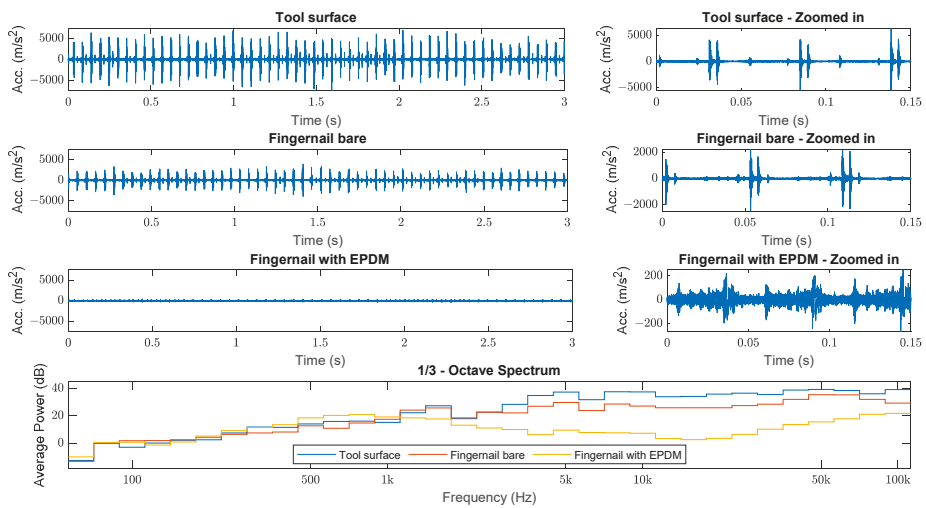 Tool surface
Acc. (m/s²)
5000
0
−5000
0 0.5 1 1.5 2 2.5 3
Time (s)
Tool surface - Zoomed in
Acc. (m/s²)
5000
0
−5000
0 0.05 0.1 0.15
Time (s)
Fingernail bare
Acc. (m/s²)
5000
0
−5000
0 0.5 1 1.5 2 2.5 3
Time (s)
Fingernail bare - Zoomed in
Acc. (m/s²)
2000
0
−2000
0 0.05 0.1 0.15
Time (s)
Fingernail with EPDM
Acc. (m/s²)
5000
0
−5000
0 0.5 1 1.5 2 2.5 3
Time (s)
Fingernail with EPDM - Zoomed in
Acc. (m/s²)
200
0
−200
0 0.05 0.1 0.15
Time (s)
1/3 - Octave Spectrum
Average Power (dB)
40
20
0
Tool surface Fingernail bare Fingernail with EPDM
100 500 1k 5k 10k 50k 100k
Frequency (Hz)